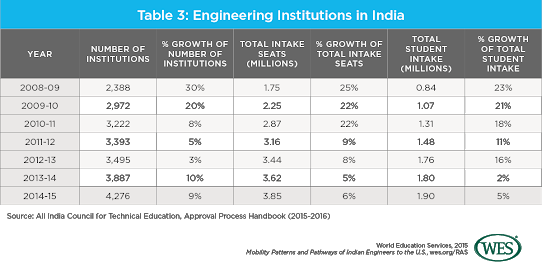 Table 3: Engineering Institutions in India
YEAR NUMBER OF INSTITUTIONS % GROWTH OF NUMBER OF INSTITUTIONS TOTAL INTAKE SEATS (MILLIONS) % GROWTH OF TOTAL INTAKE SEATS TOTAL STUDENT INTAKE (MILLIONS) % GROWTH OF TOTAL STUDENT INTAKE
2008-09 2,388 30% 1.75 25% 0.84 23%
2009-10 2,972 20% 2.25 22% 1.07 21%
2010-11 3,222 8% 2.87 22% 1.31 18%
2011-12 3,393 5% 3.16 9% 1.48 11%
2012-13 3,495 3% 3.44 8% 1.76 16%
2013-14 3,887 10% 3.62 5% 1.80 2%
2014-15 4,276 9% 3.85 6% 1.90 5%
Source: All India Council for Technical Education, Approval Process Handbook (2015-2016)
World Education Services, 2015
Mobility Patterns and Pathways of Indian Engineers to the U.S., wes.org/RAS
WES